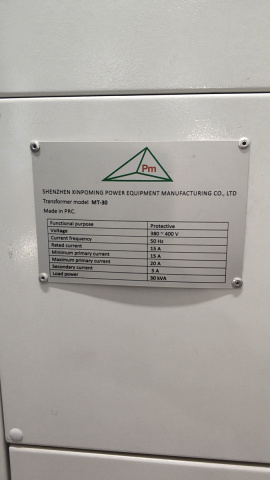 Pm
SHENZHEN XINPOMING POWER EQUIPMENT MANUFACTURING CO., LTD
Transformer model MT-30
Made in PRC.
Functional purpose Protective
Voltage 380 ~ 400 V
Current frequency 50 Hz
Rated current 15 A
Minimum primary current 15 A
Maximum primary current 20 A
Secondary current 5 A
Load power 30 kVA